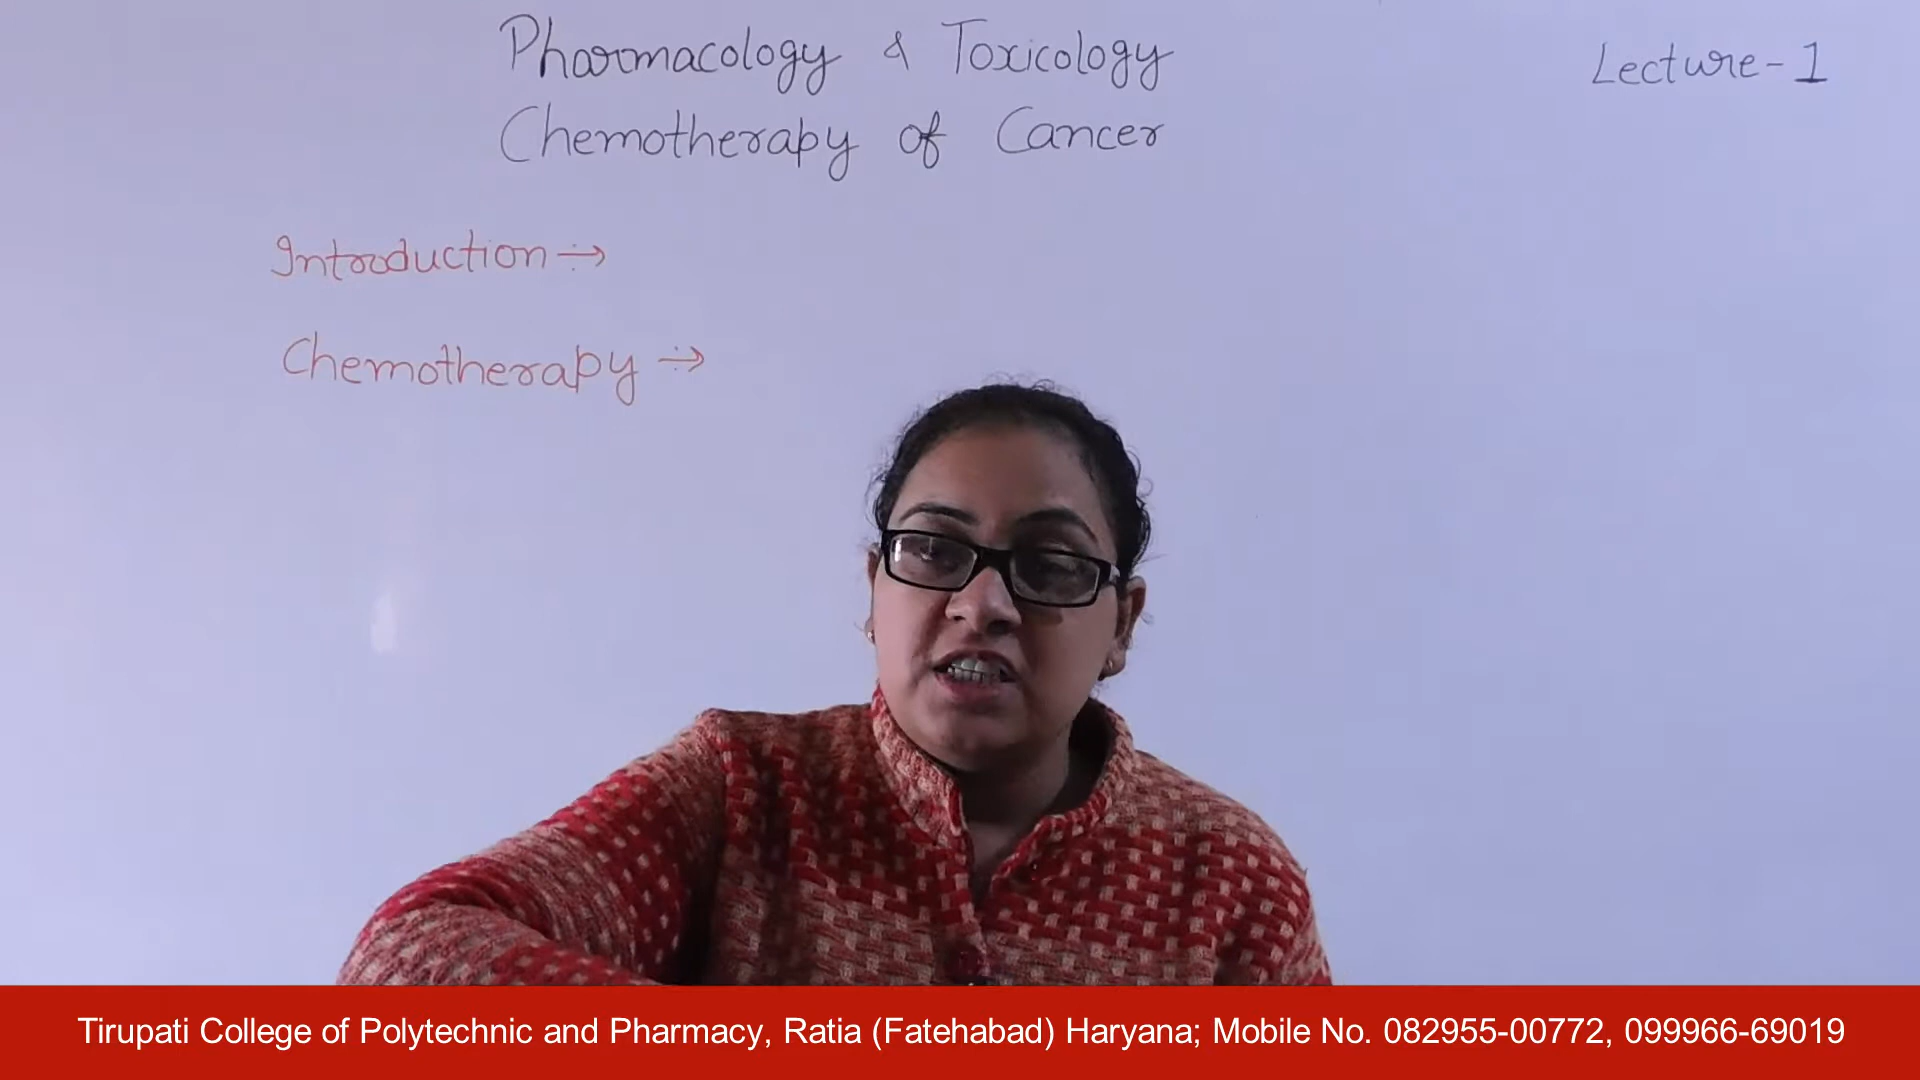 Pharmacology & Toxicology
Lecture-1
Chemotherapy of Cancer
Introduction ÷>
Chemotherapy ÷>
Tirupati College of Polytechnic and Pharmacy, Ratia (Fatehabad) Haryana; Mobile No. 082955-00772, 099966-69019